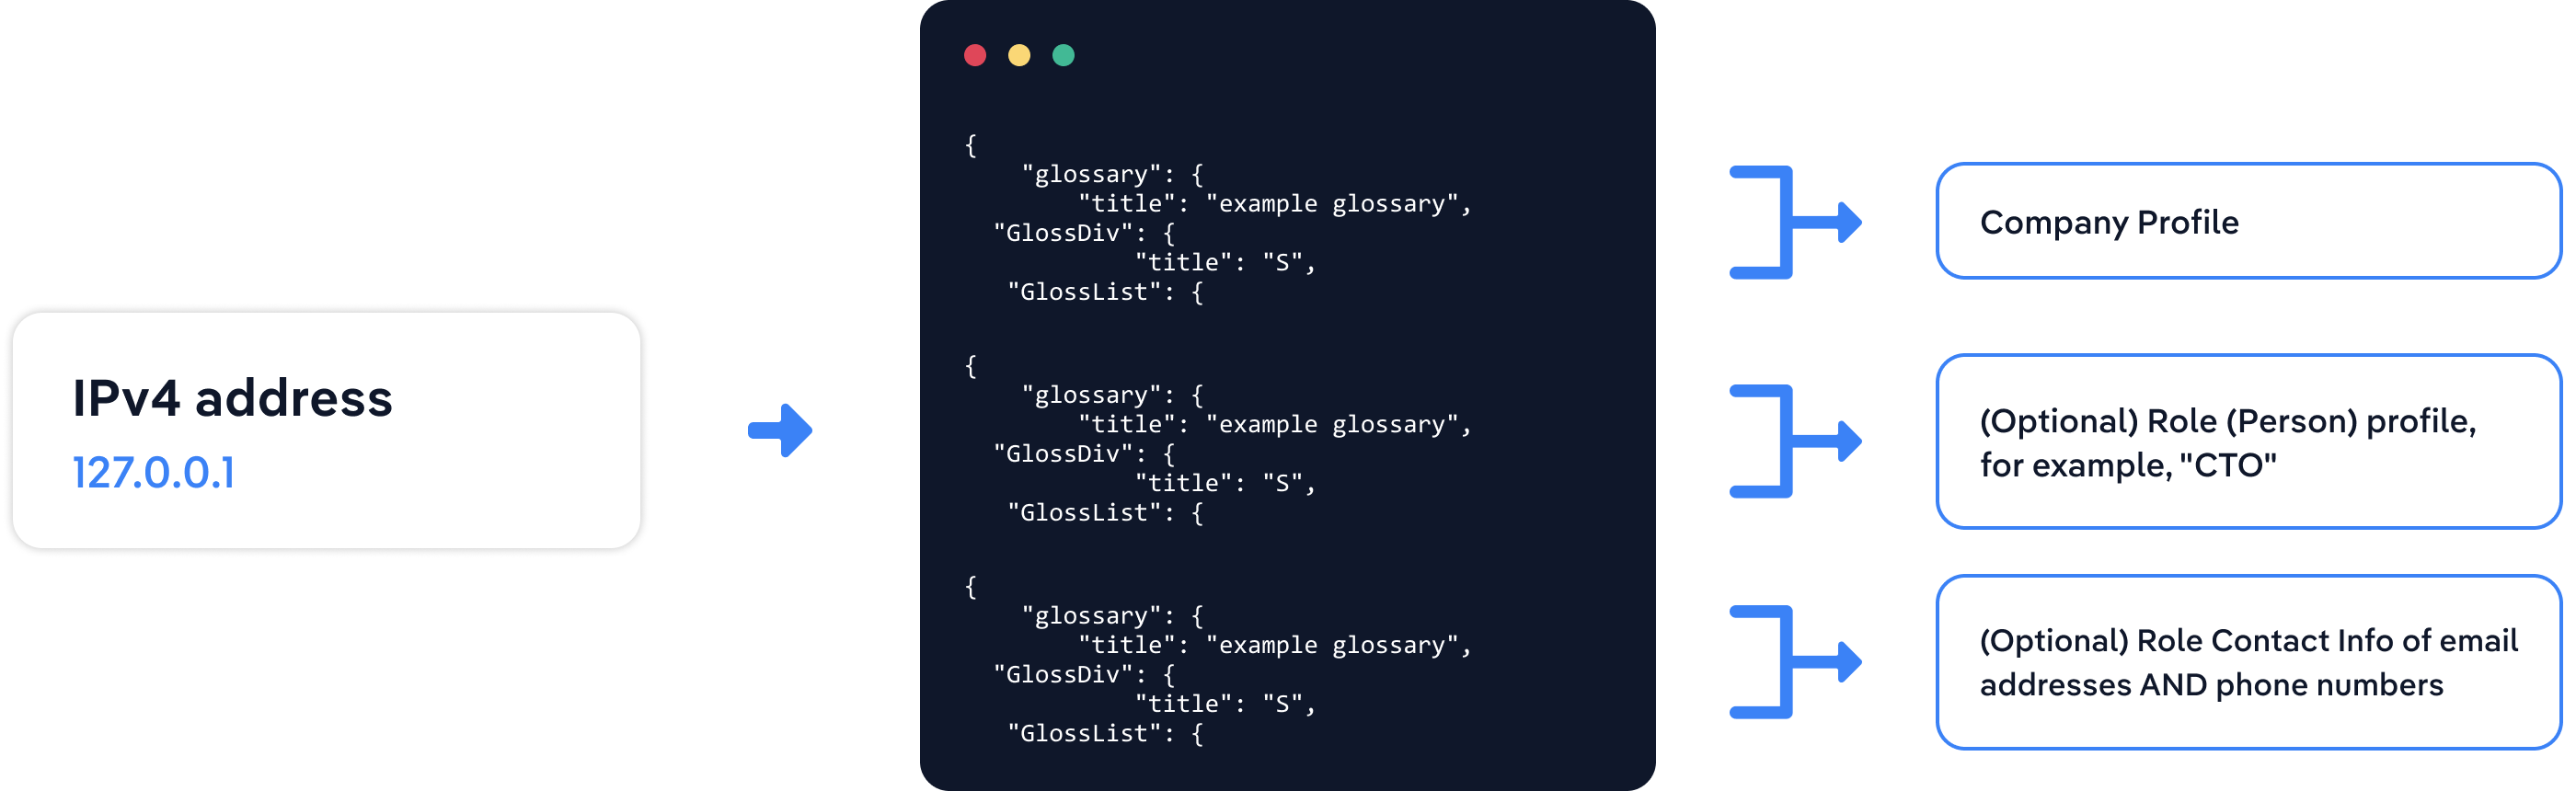 IPv4 address
127.0.0.1
{
"glossary": {
"title": "example glossary",
"GlossDiv": {
"title": "S",
"GlossList": {
{
"glossary": {
"title": "example glossary",
"GlossDiv": {
"title": "S",
"GlossList": {
{
"glossary": {
"title": "example glossary",
"GlossDiv": {
"title": "S",
"GlossList": {
Company Profile
(Optional) Role (Person) profile,
for example, "CTO"
(Optional) Role Contact Info of email
addresses AND phone numbers